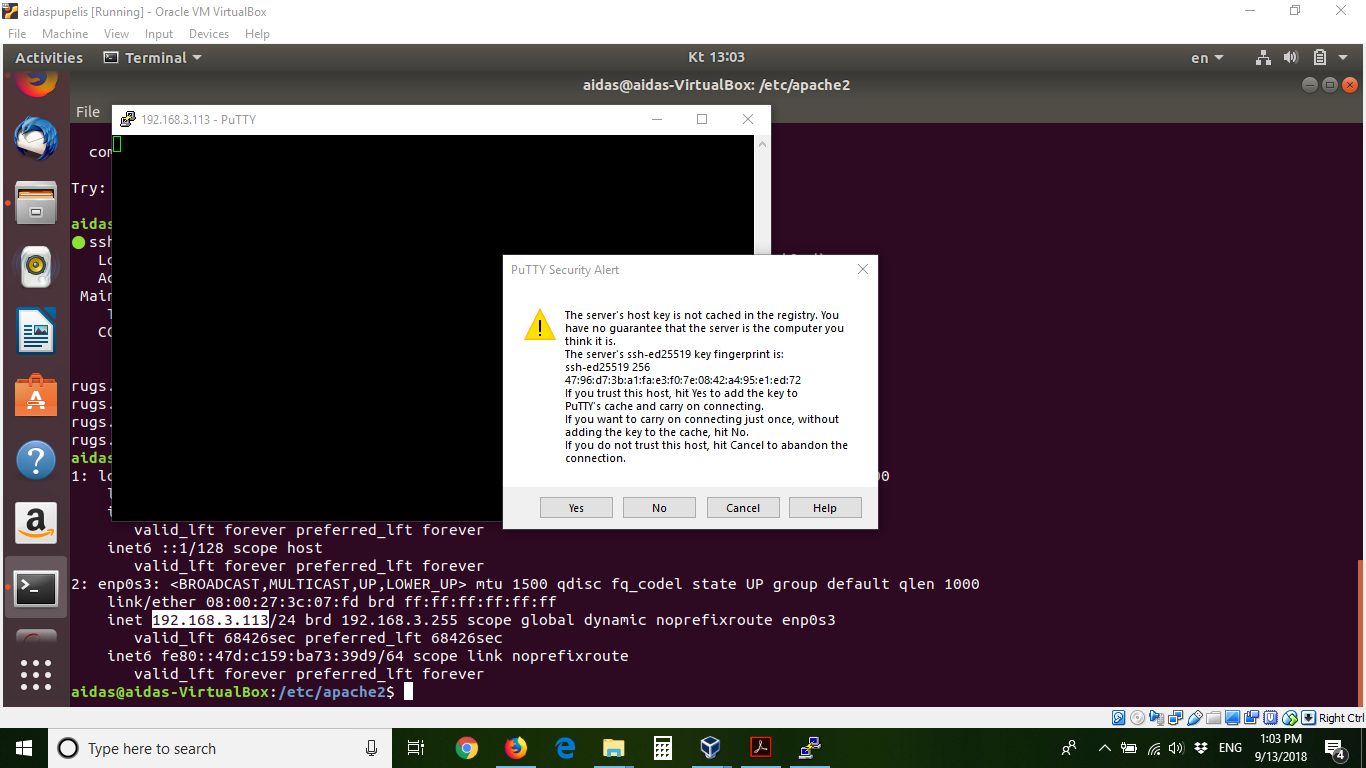 aidaspupelis [Running] - Oracle VM VirtualBox
File Machine View Input Devices Help
Activities Terminal Kt 13:03 en
aidas@aidas-VirtualBox: /etc/apache2
File
192.168.3.113 - PuTTY
com
Try:
aidas
ssh
Lo
Ac
Main
T
CG
PuTTY Security Alert
The server's host key is not cached in the registry. You
have no guarantee that the server is the computer you
think it is.
The server's ssh-ed25519 key fingerprint is:
ssh-ed25519 256
47:96:d7:3b:a1:fa:e3:f0:7e:08:42:a4:95:e1:ed:72
If you trust this host, hit Yes to add the key to
PuTTY's cache and carry on connecting.
If you want to carry on connecting just once, without
adding the key to the cache, hit No.
If you do not trust this host, hit Cancel to abandon the
connection.
Yes No Cancel Help
rugs.
rugs.
rugs.
rugs.
aidas
1: lo 00
valid_lft forever preferred_lft forever
inet6 ::1/128 scope host
valid_lft forever preferred_lft forever
2: enp0s3: <BROADCAST,MULTICAST,UP,LOWER_UP> mtu 1500 qdisc fq_codel state UP group default qlen 1000
link/ether 08:00:27:3c:07:fd brd ff:ff:ff:ff:ff:ff
inet 192.168.3.113/24 brd 192.168.3.255 scope global dynamic noprefixroute enp0s3
valid_lft 68426sec preferred_lft 68426sec
inet6 fe80::47d:c159:ba73:39d9/64 scope link noprefixroute
valid_lft forever preferred_lft forever
aidas@aidas-VirtualBox:/etc/apache2$
Right Ctrl
Type here to search
ENG
1:03 PM
9/13/2018
4